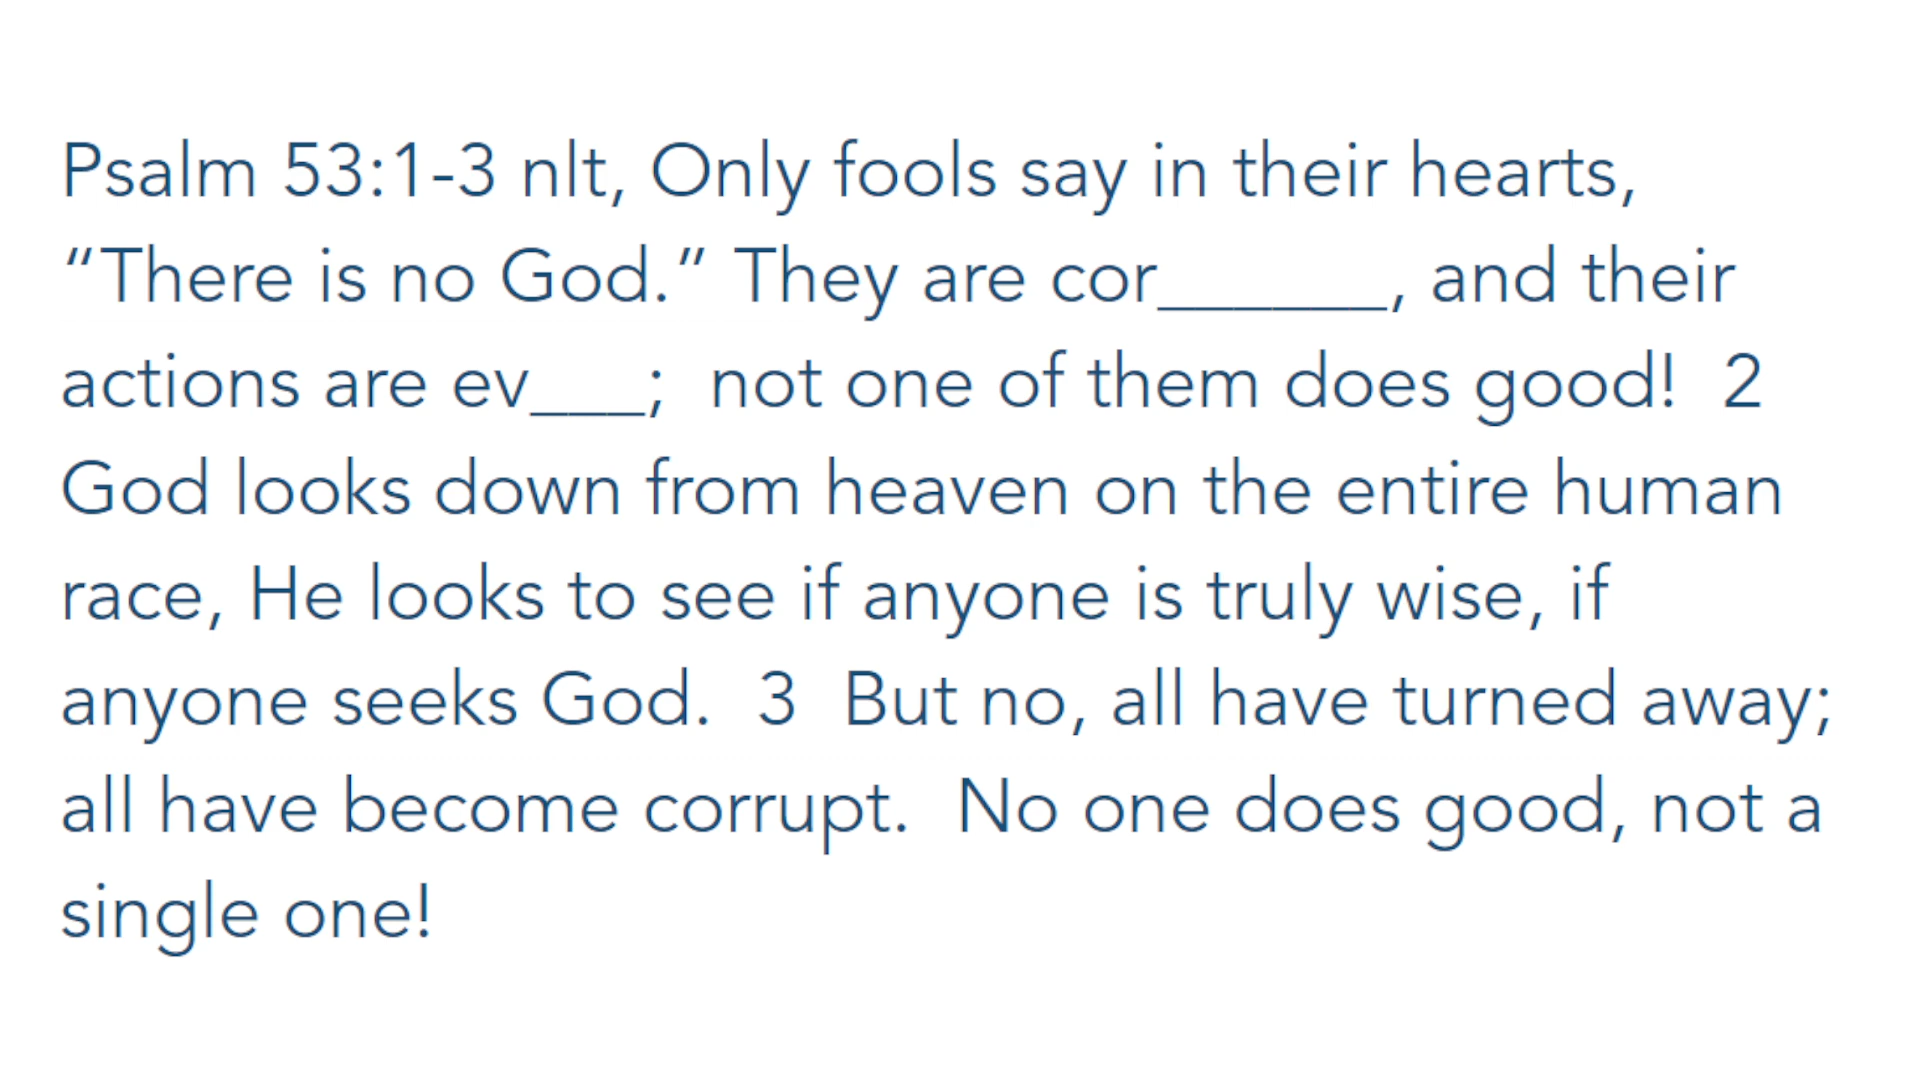 Psalm 53:1-3 nlt, Only fools say in their hearts,
“There is no God.” They are cor______, and their
actions are ev___;  not one of them does good!  2
God looks down from heaven on the entire human
race, He looks to see if anyone is truly wise, if
anyone seeks God.  3  But no, all have turned away;
all have become corrupt.  No one does good, not a
single one!